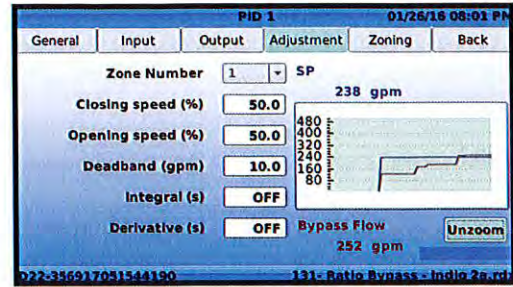 PID 1 01/26/16 08:01 PM
General Input Output Adjustment Zoning Back
Zone Number 1 SP
238 gpm
Closing speed (%) 50.0
Opening speed (%) 50.0
Deadband (gpm) 10.0
Integral (s) OFF
Derivative (s) OFF
480
400
320
240
160
80
Bypass Flow
252 gpm
Unzoom
D22-356917051544190 131- Ratio Bypass - Indio 2a.rdx